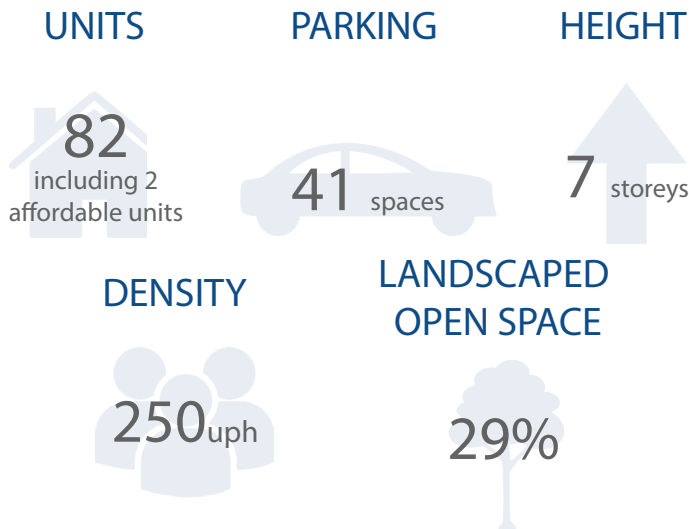 UNITS
PARKING
HEIGHT
82
including 2
affordable units
41 spaces
7 storeys
DENSITY
LANDSCAPED
OPEN SPACE
250uph
29%